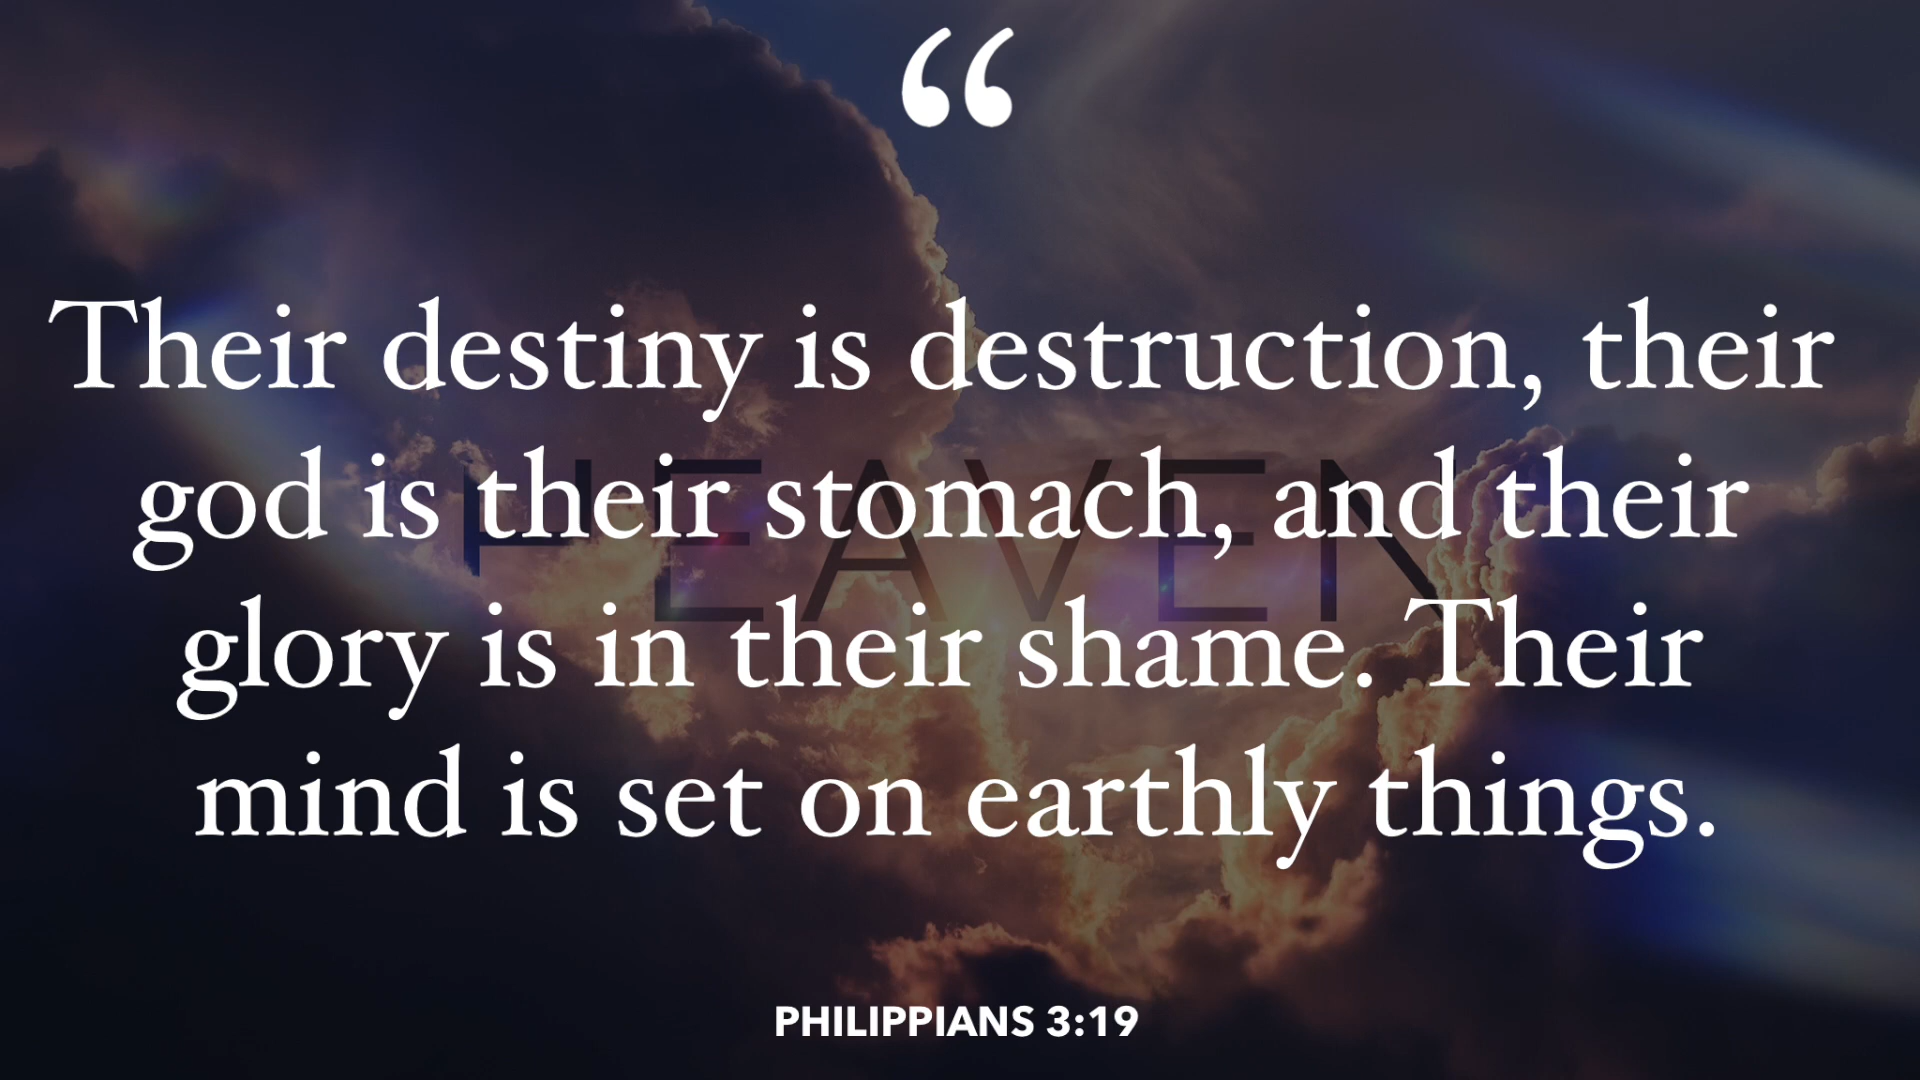 “
Their destiny is destruction, their
god is their stomach, and their
HEAVEN
glory is in their shame. Their
mind is set on earthly things.
PHILIPPIANS 3:19